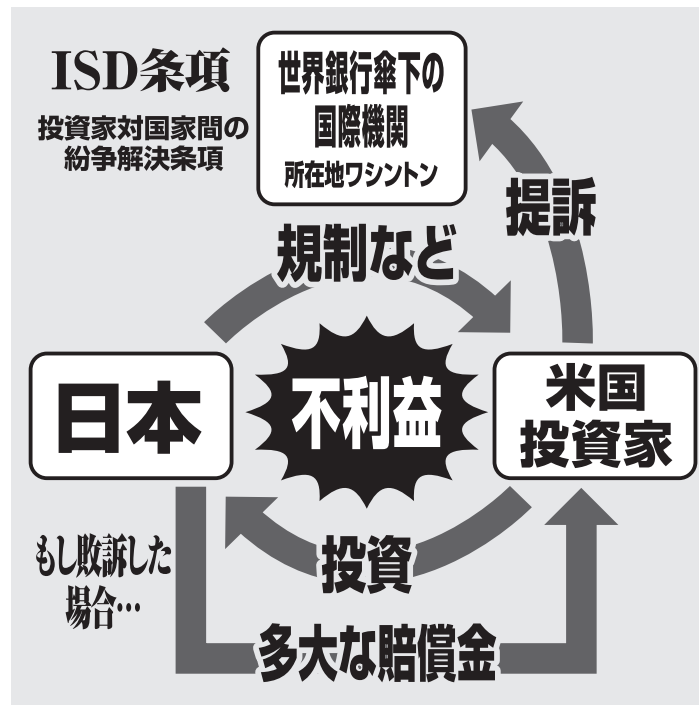 ISD条項
投資家対国家間の
紛争解決条項
世界銀行傘下の
国際機関
所在地ワシントン
提訴
規制など
日本
不利益
米国
投資家
投資
もし敗訴した
場合…
多大な賠償金